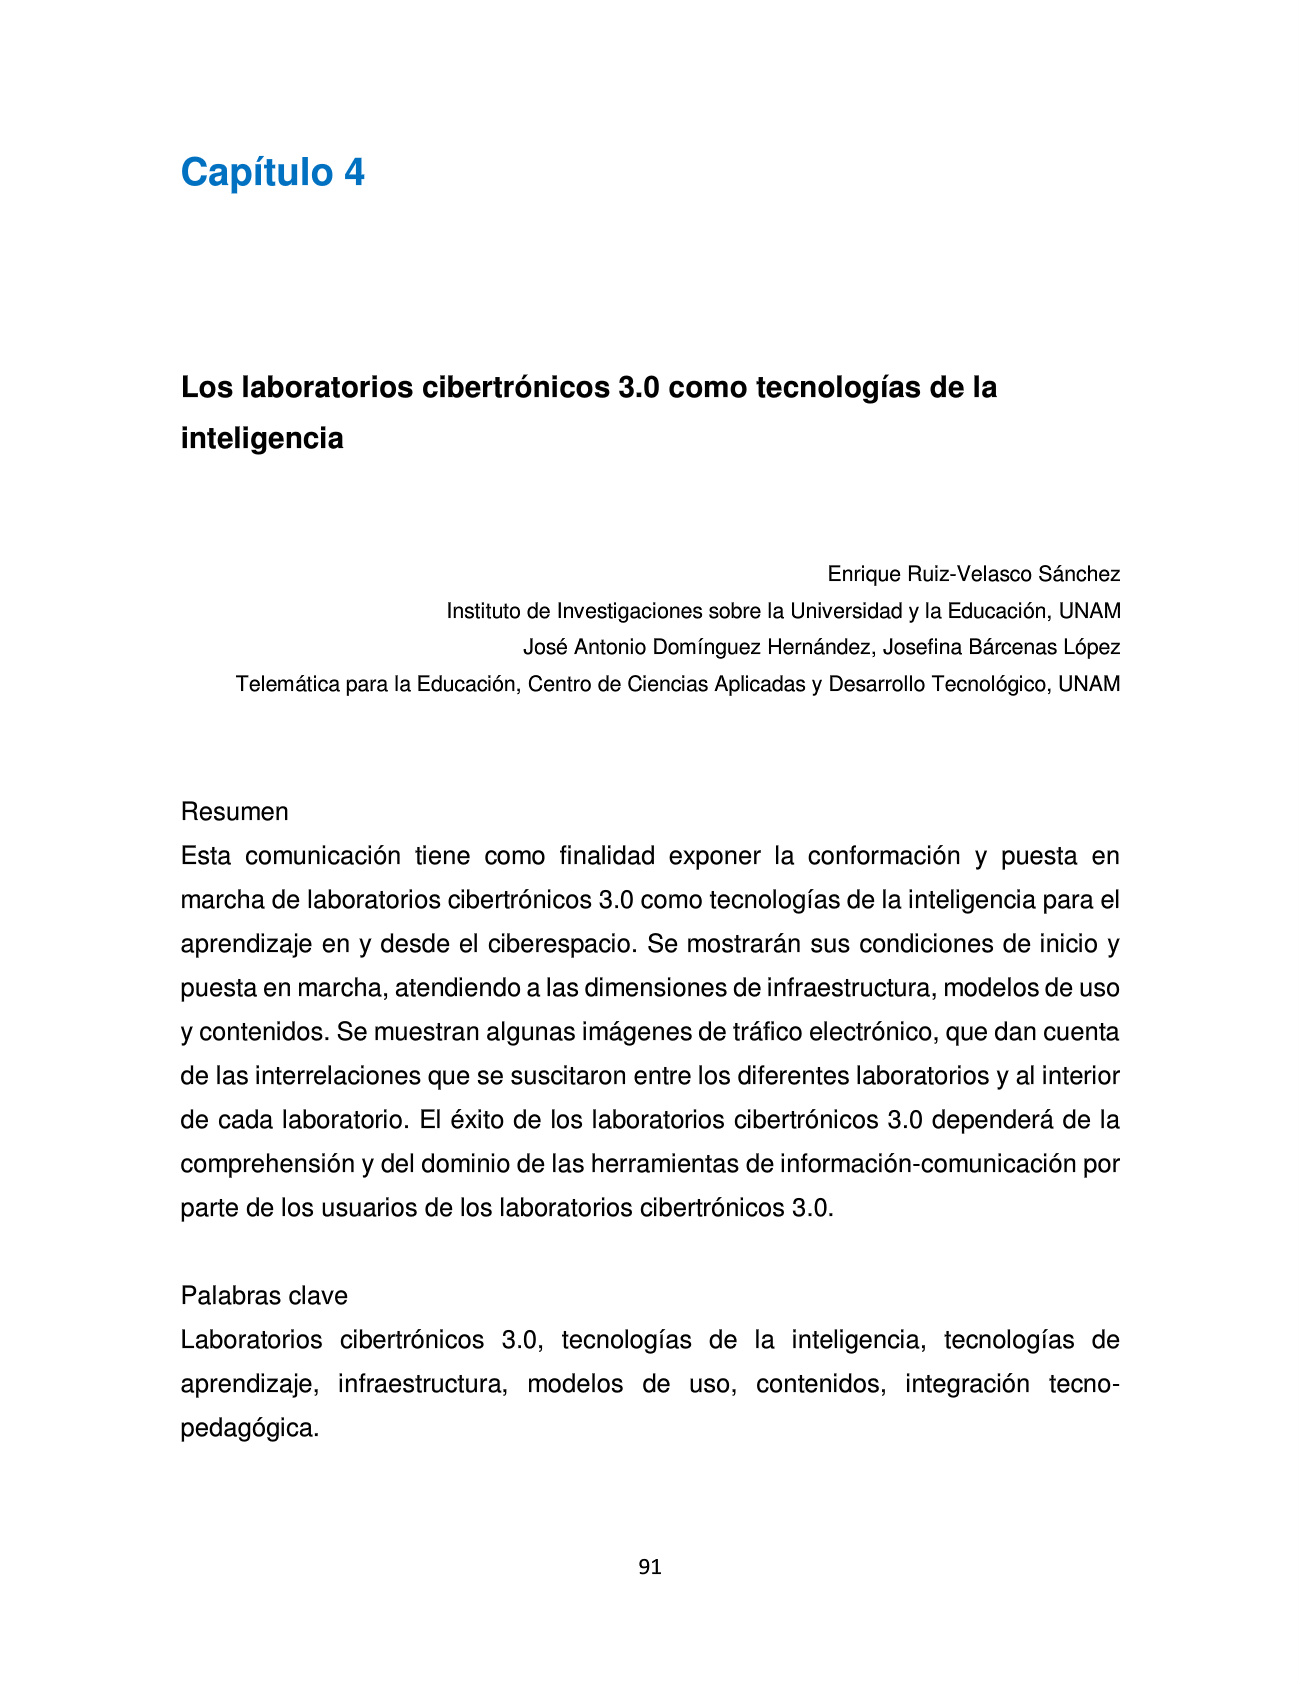 Capítulo 4
Los laboratorios cibertrónicos 3.0 como tecnologías de la
inteligencia
Enrique Ruiz-Velasco Sánchez
Instituto de Investigaciones sobre la Universidad y la Educación, UNAM
José Antonio Domínguez Hernández, Josefina Bárcenas López
Telemática para la Educación, Centro de Ciencias Aplicadas y Desarrollo Tecnológico, UNAM
Resumen
Esta comunicación tiene como finalidad exponer la conformación y puesta en
marcha de laboratorios cibertrónicos 3.0 como tecnologías de la inteligencia para el
aprendizaje en y desde el ciberespacio. Se mostrarán sus condiciones de inicio y
puesta en marcha, atendiendo a las dimensiones de infraestructura, modelos de uso
y contenidos. Se muestran algunas imágenes de tráfico electrónico, que dan cuenta
de las interrelaciones que se suscitaron entre los diferentes laboratorios y al interior
de cada laboratorio. El éxito de los laboratorios cibertrónicos 3.0 dependerá de la
comprehensión y del dominio de las herramientas de información-comunicación por
parte de los usuarios de los laboratorios cibertrónicos 3.0.
Palabras clave
Laboratorios cibertrónicos 3.0, tecnologías de la inteligencia, tecnologías de
aprendizaje, infraestructura, modelos de uso, contenidos, integración tecno-
pedagógica.
91